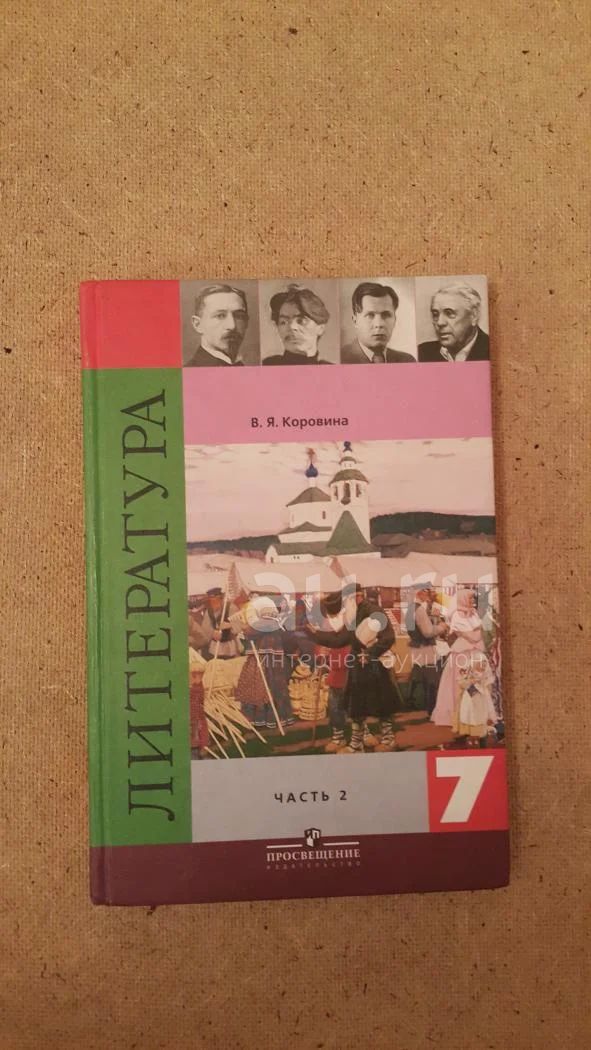 В. Я. Коровина
ЛИТЕРАТУРА
au.ru
интернет-аукцион
ЧАСТЬ 2
7
ПРОСВЕЩЕНИЕ
ИЗДАТЕЛЬСТВО